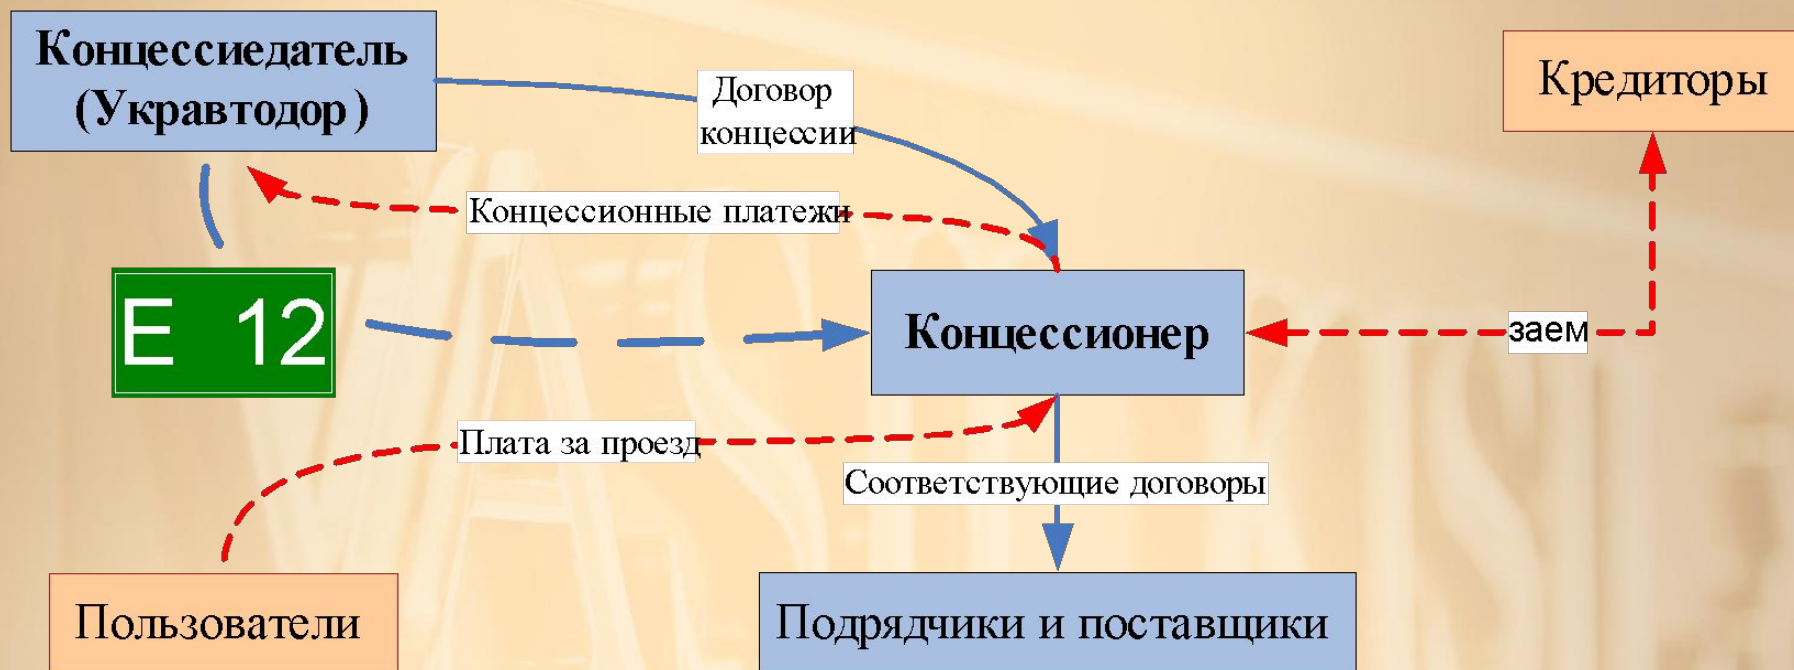 Концессиедатель
(Укравтодор)
Договор
концессии
Кредиторы
Концессионные платежи
Е 12
Концессионер
заем
Плата за проезд
Соответствующие договоры
Пользователи
Подрядчики и поставщики